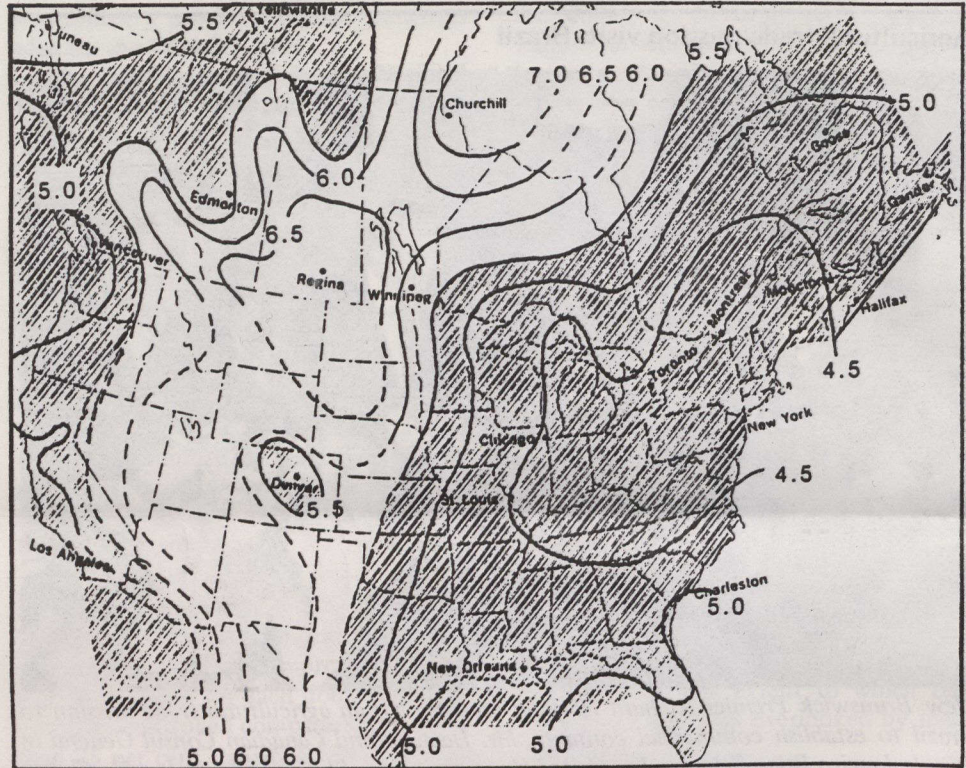 Yellowknife
5.5
Juneau
5.5
7.0 6.5 6.0
Churchill
5.0
Goose
6.0
5.0
Edmonton
Gander
6.5
Vancouver
Regina
Winnipeg
Montreal
Moncton
Halifax
Toronto
4.5
New York
Chicago
4.5
Denver
5.5
St. Louis
Los Angeles
Charleston
5.0
New Orleans
5.0 6.0 6.0
5.0
5.0